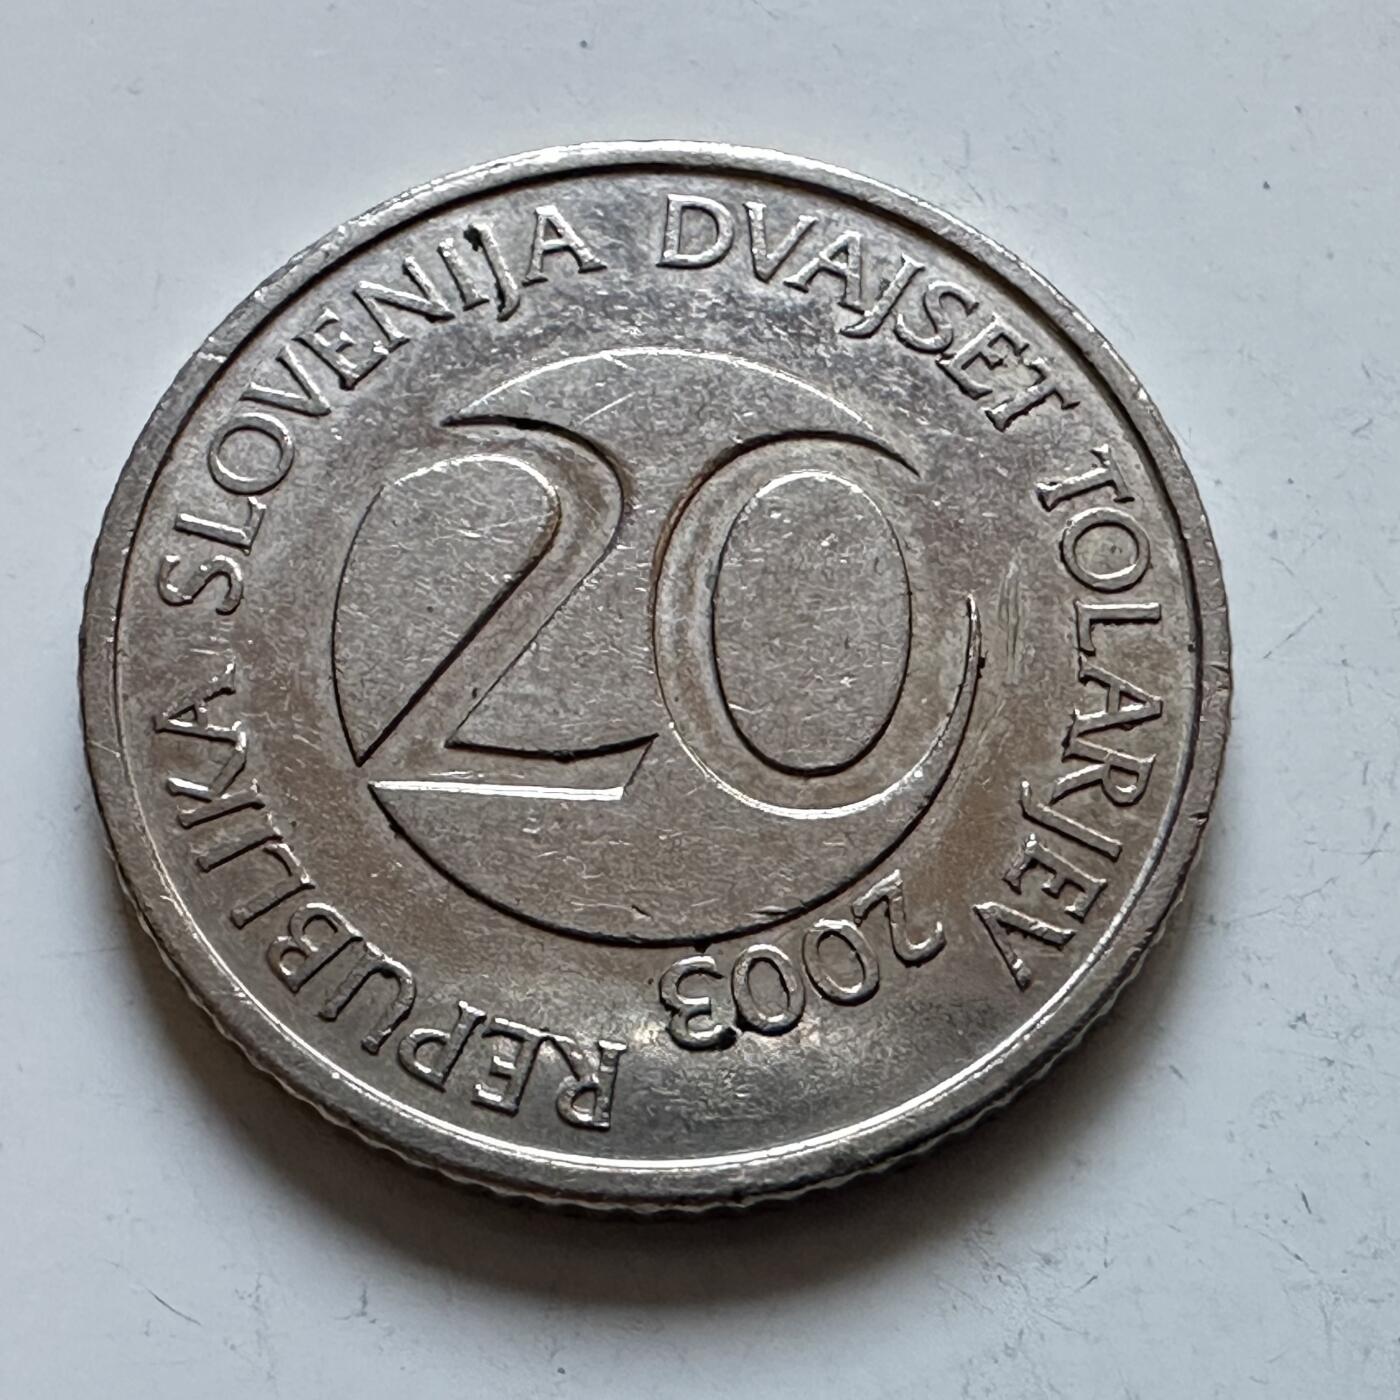 REPUBLIKA SLOVENIJA DVAJSET TOLARJEV
2003
20